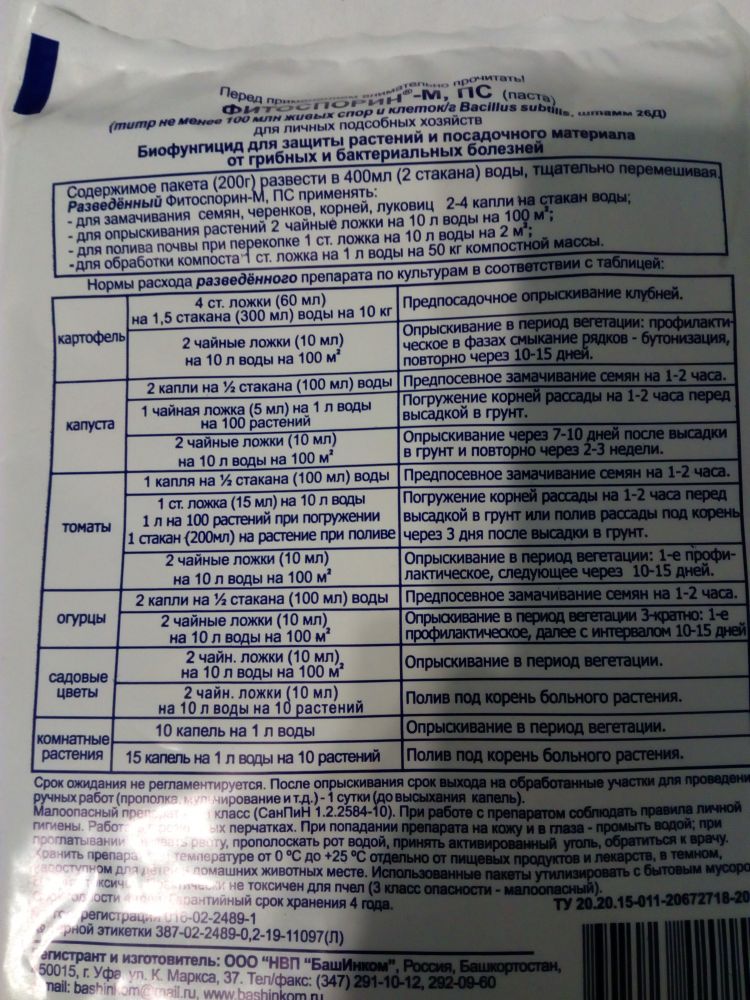 Перед применением внимательно прочитать!
ФИТОСПОРИН®-М, ПС (паста)
(титр не менее 100 млн живых спор и клеток/г Bacillus subtilis, штамм 26Д)
для личных подсобных хозяйств
Биофунгицид для защиты растений и посадочного материала
от грибных и бактериальных болезней
Содержимое пакета (200г) развести в 400мл (2 стакана) воды, тщательно перемешивая.
Разведённый Фитоспорин-М, ПС применять:
- для замачивания семян, черенков, корней, луковиц 2-4 капли на стакан воды;
- для опрыскивания растений 2 чайные ложки на 10 л воды на 100 м²;
- для полива почвы при перекопке 1 ст. ложка на 10 л воды на 2 м²;
-для обработки компоста 1 ст. ложка на 1 л воды на 50 кг компостной массы.
Нормы расхода разведённого препарата по культурам в соответствии с таблицей:
картофель
4 ст. ложки (60 мл)
на 1,5 стакана (300 мл) воды на 10 кг
Предпосадочное опрыскивание клубней.
2 чайные ложки (10 мл)
на 10 л воды на 100 м²
Опрыскивание в период вегетации: профилакти-
ческое в фазах смыкание рядков - бутонизация,
повторно через 10-15 дней.
капуста
2 капли на ½ стакана (100 мл) воды
Предпосевное замачивание семян на 1-2 часа.
1 чайная ложка (5 мл) на 1 л воды
на 100 растений
Погружение корней рассады на 1-2 часа перед
высадкой в грунт.
2 чайные ложки (10 мл)
на 10 л воды на 100 м²
Опрыскивание через 7-10 дней после высадки
в грунт и повторно через 2-3 недели.
томаты
1 капля на ½ стакана (100 мл) воды
Предпосевное замачивание семян на 1-2 часа.
1 ст. ложка (15 мл) на 10 л воды
1 л на 100 растений при погружении
1 стакан (200мл) на растение при поливе
Погружение корней рассады на 1-2 часа перед
высадкой в грунт или полив рассады под корень
через 3 дня после высадки в грунт.
2 чайные ложки (10 мл)
на 10 л воды на 100 м²
Опрыскивание в период вегетации: 1-е профи-
лактическое, следующее через 10-15 дней.
огурцы
2 капли на ½ стакана (100 мл) воды
Предпосевное замачивание семян на 1-2 часа.
2 чайные ложки (10 мл)
на 10 л воды на 100 м²
Опрыскивание в период вегетации 3-кратно: 1-е
профилактическое, далее с интервалом 10-15 дней
садовые
цветы
2 чайн. ложки (10 мл)
на 10 л воды на 100 м²
Опрыскивание в период вегетации.
2 чайн. ложки (10 мл)
на 10 л воды на 10 растений
Полив под корень больного растения.
комнатные
растения
10 капель на 1 л воды
Опрыскивание в период вегетации.
15 капель на 1 л воды на 10 растений
Полив под корень больного растения.
Срок ожидания не регламентируется. После опрыскивания срок выхода на обработанные участки для проведени
ручных работ (прополка, мульчирование и т.д.) - 1 сутки (до высыхания капель).
Малоопасный препарат класс (СанПиН 1.2.2584-10). При работе с препаратом соблюдать правила личной
гигиены. перчатках. При попадании препарата на кожу и в глаза - промыть водой; при
проглатывании рвоту, прополоскать рот водой, принять активированный уголь, обратиться к врачу.
Хранить температуре от 0 °С до +25 °С отдельно от пищевых продуктов и лекарств, в темном,
недоступном для детей и домашних животных месте. Использованные пакеты утилизировать с бытовым мусоро
практически не токсичен для пчел (3 класс опасности - малоопасный).
Гарантийный срок хранения 4 года.
ТУ 20.20.15-011-20672718-20
регистрации 016-02-2489-1
этикетки 387-02-2489-0,2-19-11097(Л)
егистрант и изготовитель: ООО "НВП "БашИнком", Россия, Башкортостан,
50015, г. Уфа, ул. К. Маркса, 37. Тел/факс: (347) 291-10-12, 292-09-60
mail: bashinkom@mail.ru, www.bashinkom.ru